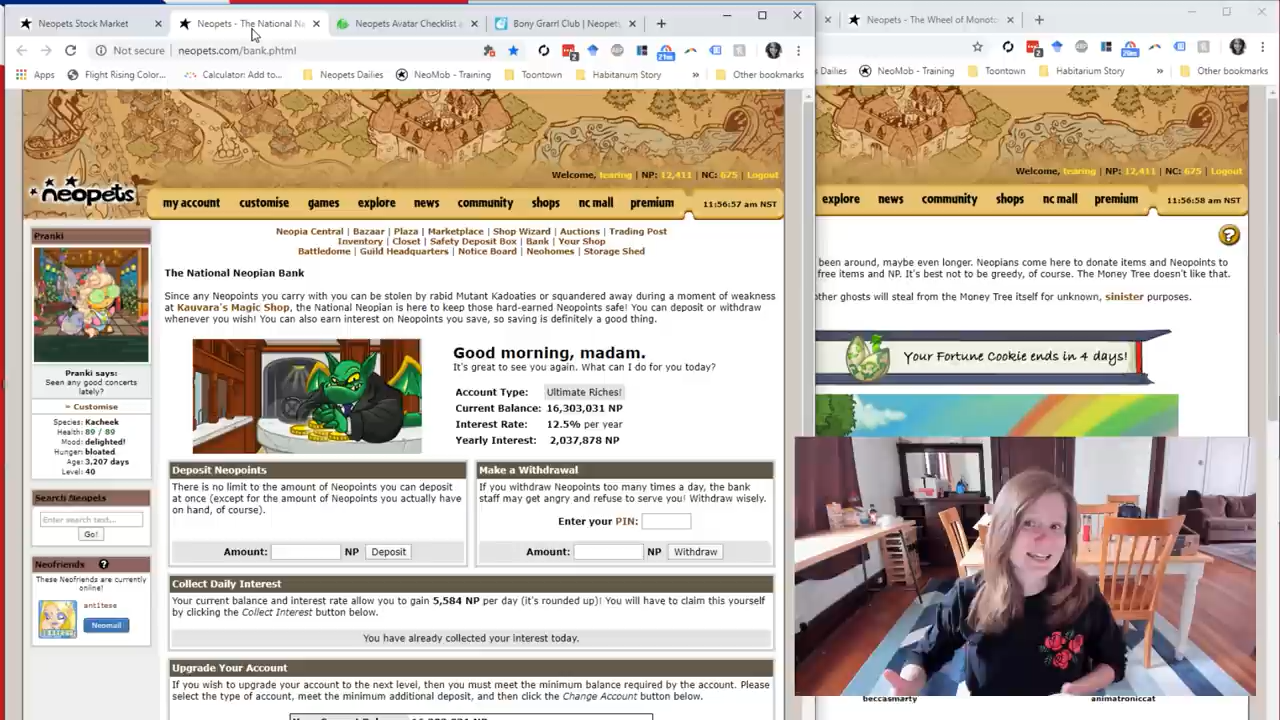 Neopets Stock Market
Neopets - The National Ne
Neopets Avatar Checklist
Bony Grarrl Club | Neopets
Neopets - The Wheel of Monoto
Not secure
neopets.com/bank.phtml
Apps
Flight Rising Color...
Calculator: Add to...
Neopets Dailies
NeoMob - Training
Toontown
Habitarium Story
»
Other bookmarks
Dailies
NeoMob - Training
Toontown
Habitarium Story
»
Other bookmarks
Welcome, tearing | NP: 12,411 | NC: 675 | Logout
neopets
my account
customise
games
explore
news
community
shops
nc mall
premium
11:56:57 am NST
Welcome, tearing | NP: 12,411 | NC: 675 | Logout
explore
news
community
shops
nc mall
premium
11:56:58 am NST
Pranki
Pranki says:
Seen any good concerts
lately?
Customise
Species: Kacheek
Health: 89 / 89
Mood: delighted!
Hunger: bloated
Age: 3,207 days
Level: 40
Search Neopets
Enter search text...
Go!
Neofriends
These Neofriends are currently
online!
ant1tese
Neomail
Neopia Central | Bazaar | Plaza | Marketplace | Shop Wizard | Auctions | Trading Post
Inventory | Closet | Safety Deposit Box | Bank | Your Shop
Battledome | Guild Headquarters | Notice Board | Neohomes | Storage Shed
The National Neopian Bank
Since any Neopoints you carry with you can be stolen by rabid Mutant Kadoaties or squandered away during a moment of weakness
at Kauvara's Magic Shop, the National Neopian is here to keep those hard-earned Neopoints safe! You can deposit or withdraw
whenever you wish! You can also earn interest on Neopoints you save, so saving is definitely a good thing.
Good morning, madam.
It's great to see you again. What can I do for you today?
Account Type: Ultimate Riches!
Current Balance: 16,303,031 NP
Interest Rate: 12.5% per year
Yearly Interest: 2,037,878 NP
Deposit Neopoints
There is no limit to the amount of Neopoints you can deposit
at once (except for the amount of Neopoints you actually have
on hand, of course).
Amount: NP Deposit
Make a Withdrawal
If you withdraw Neopoints too many times a day, the bank
staff may get angry and refuse to serve you! Withdraw wisely.
Enter your PIN:
Amount: NP Withdraw
Collect Daily Interest
Your current balance and interest rate allow you to gain 5,584 NP per day (it's rounded up)! You will have to claim this yourself
by clicking the Collect Interest button below.
You have already collected your interest today.
Upgrade Your Account
If you wish to upgrade your account to the next level, then you must meet the minimum balance required by the account. Please
select the type of account, meet the minimum additional deposit, and then click the Change Account button below.
been around, maybe even longer. Neopians come here to donate items and Neopoints to
free items and NP. It's best not to be greedy, of course. The Money Tree doesn't like that.
other ghosts will steal from the Money Tree itself for unknown, sinister purposes.
Your Fortune Cookie ends in 4 days!
beccasmarty
animatroniccat